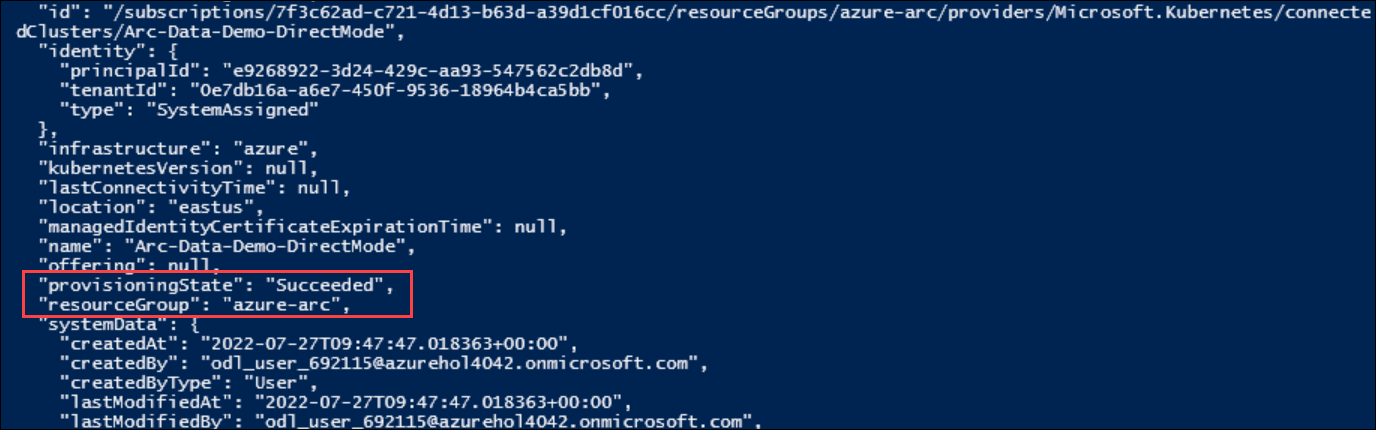 "id": "/subscriptions/7f3c62ad-c721-4d13-b63d-a39d1cf016cc/resourceGroups/azure-arc/providers/Microsoft.Kubernetes/connecte
dClusters/Arc-Data-Demo-DirectMode",
"identity": {
"principalId": "e9268922-3d24-429c-aa93-547562c2db8d",
"tenantId": "0e7db16a-a6e7-450f-9536-18964b4ca5bb",
"type": "SystemAssigned"
},
"infrastructure": "azure",
"kubernetesVersion": null,
"lastConnectivityTime": null,
"location": "eastus",
"managedIdentityCertificateExpirationTime": null,
"name": "Arc-Data-Demo-DirectMode",
"offering": null,
"provisioningState": "Succeeded",
"resourceGroup": "azure-arc",
"systemData": {
"createdAt": "2022-07-27T09:47:47.018363+00:00",
"createdBy": "odl_user_692115@azurehol4042.onmicrosoft.com",
"createdByType": "User",
"lastModifiedAt": "2022-07-27T09:47:47.018363+00:00",
"lastModifiedBy": "odl_user_692115@azurehol4042.onmicrosoft.com",